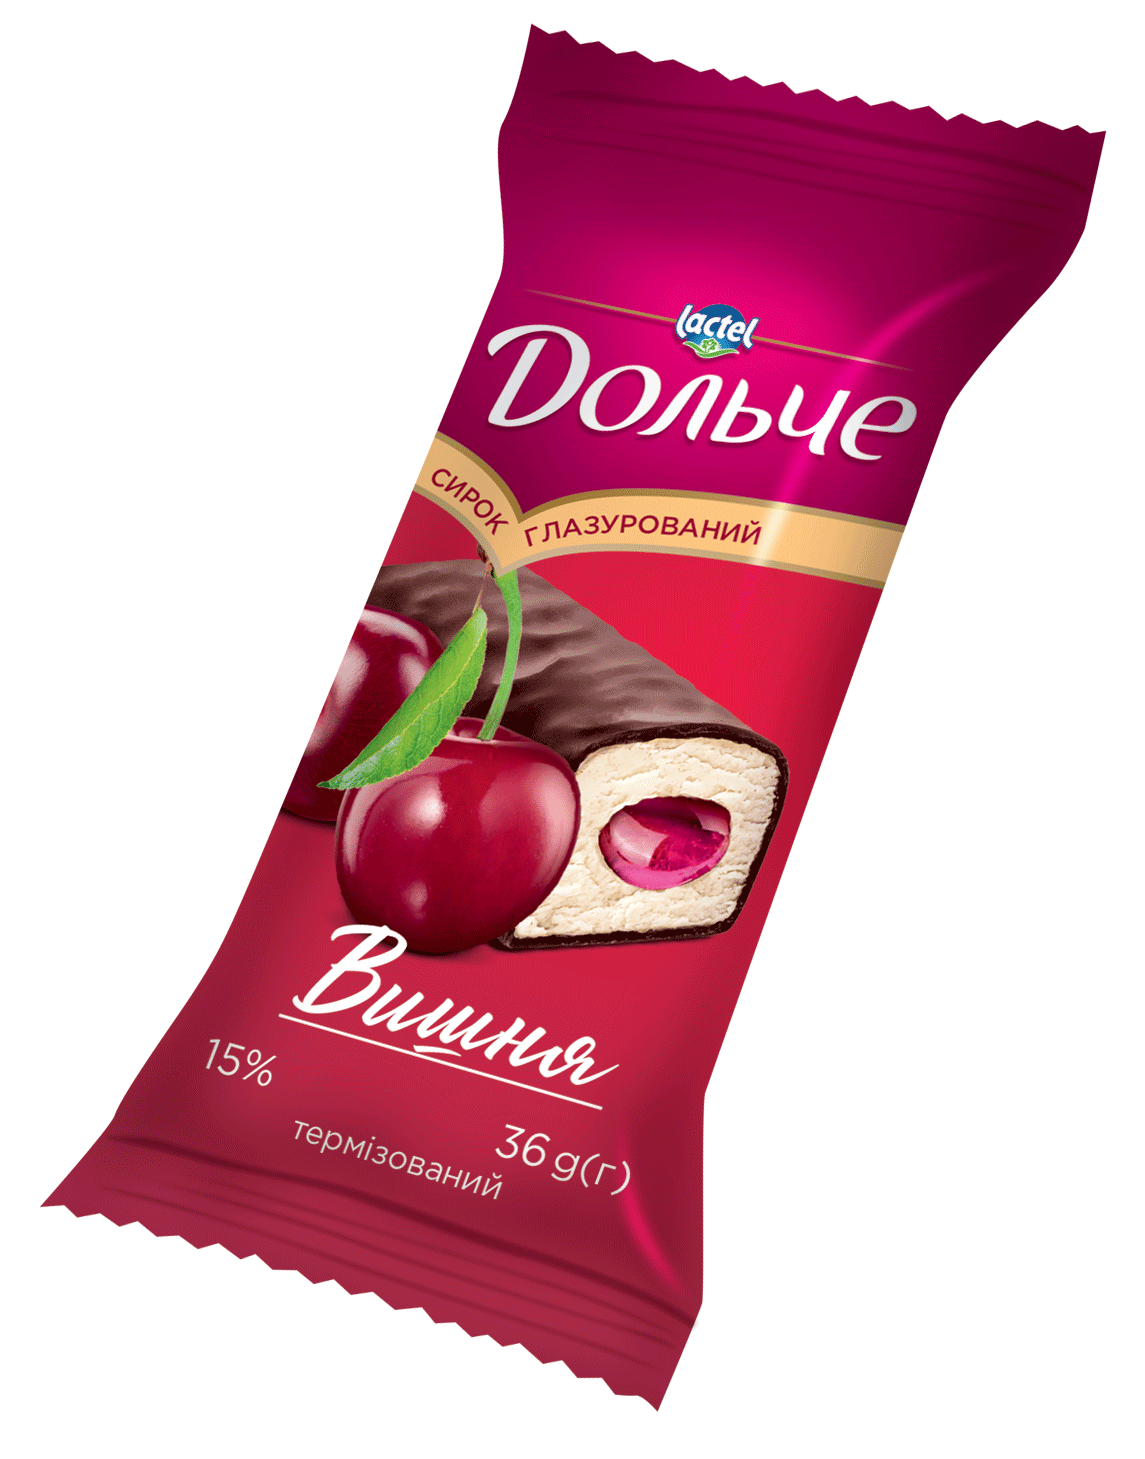 lactel
Дольче
СИРОК ГЛАЗУРОВАНИЙ
Вишня
15%
36 g(г)
термізований